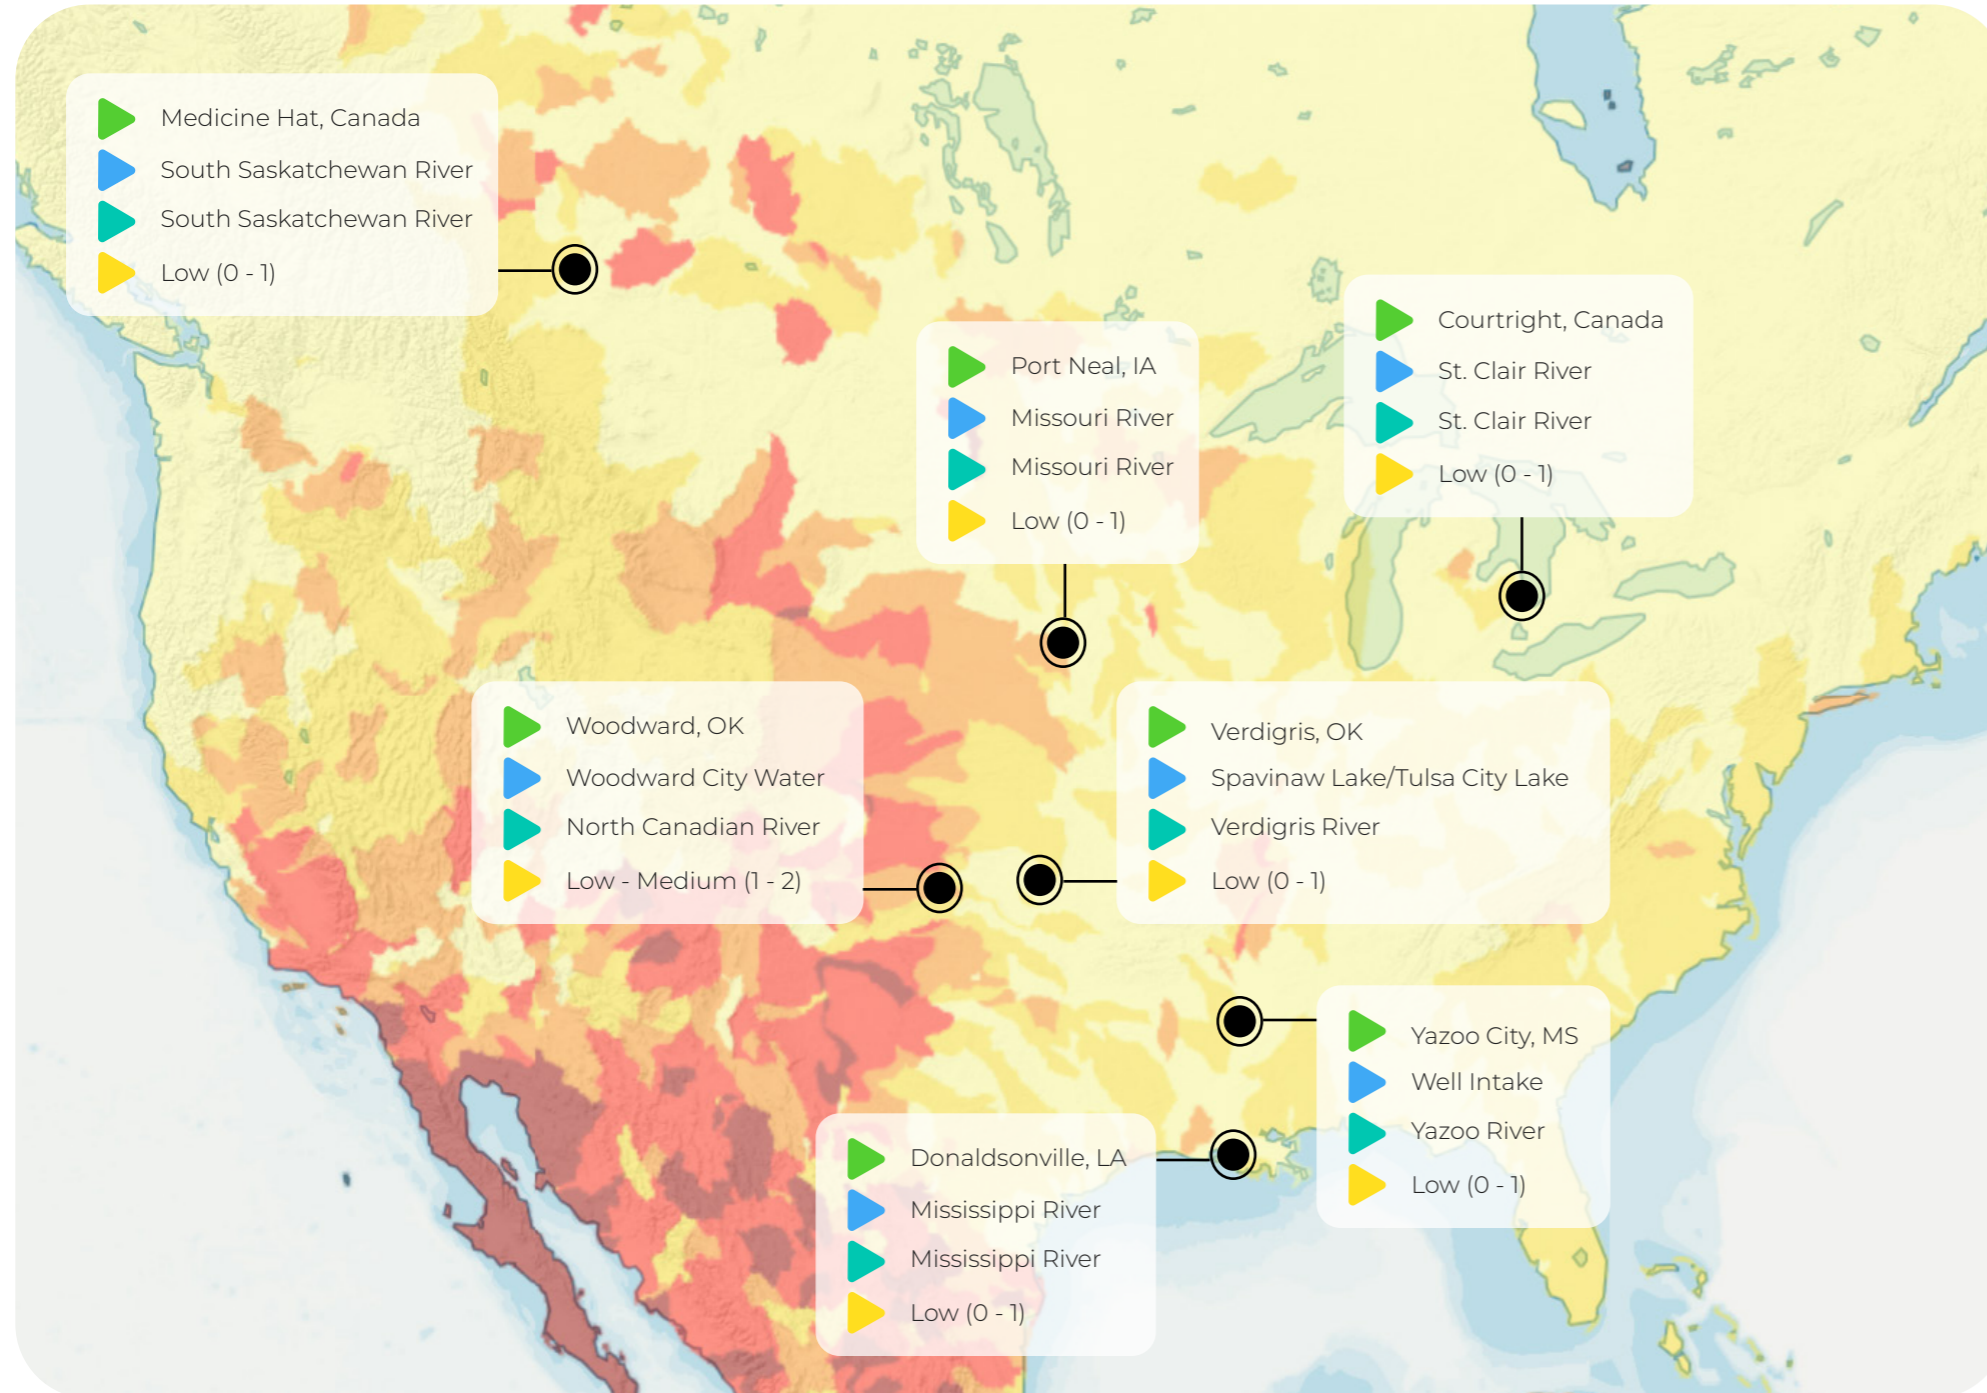 Medicine Hat, Canada
South Saskatchewan River
South Saskatchewan River
Low (0 - 1)
Courtright, Canada
St. Clair River
St. Clair River
Low (0 - 1)
Port Neal, IA
Missouri River
Missouri River
Low (0 - 1)
Woodward, OK
Woodward City Water
North Canadian River
Low - Medium (1 - 2)
Verdigris, OK
Spavinaw Lake/Tulsa City Lake
Verdigris River
Low (0 - 1)
Yazoo City, MS
Well Intake
Yazoo River
Low (0 - 1)
Donaldsonville, LA
Mississippi River
Mississippi River
Low (0 - 1)